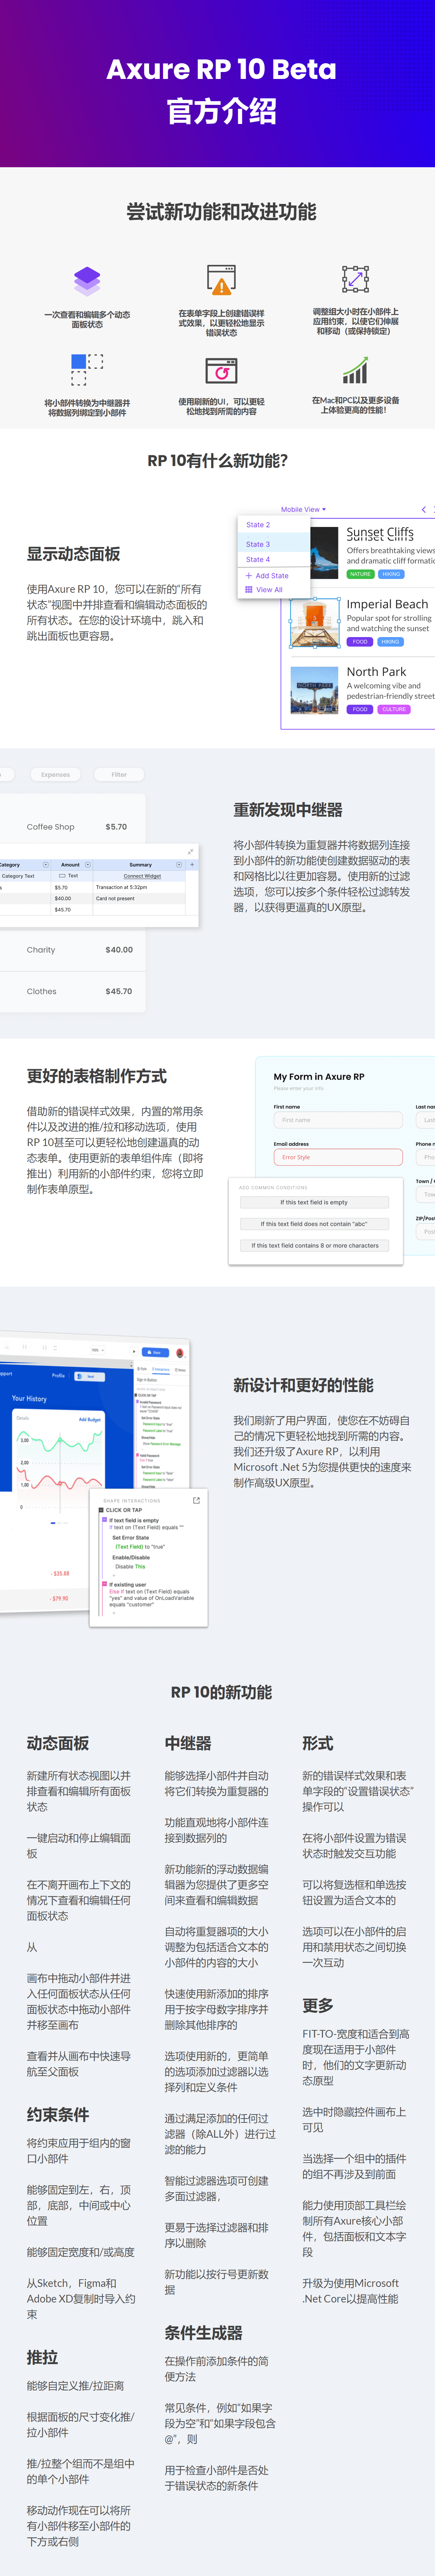 Axure RP 10 Beta
官方介绍
尝试新功能和改进功能
一次查看和编辑多个动态
面板状态
在表单字段上创建错误样
式效果，以更轻松地显示
错误状态
调整组大小时在小部件上
应用约束，以便它们伸展
和移动（或保持锁定）
将小部件转换为中继器并
将数据列绑定到小部件
使用刷新的UI，可以更轻
松地找到所需的内容
在Mac和PC以及更多设备
上体验更高的性能！
RP 10有什么新功能？
显示动态面板
使用Axure RP 10，您可以在新的“所有
状态”视图中并排查看和编辑动态面板的
所有状态。在您的设计环境中，跳入和
跳出面板也更容易。
Mobile View
State 2
State 3
State 4
Add State
View All
Sunset Cliffs
Offers breathtaking views
and dramatic cliff formatic
NATURE HIKING
Imperial Beach
Popular spot for strolling
and watching the sunset
FOOD HIKING
North Park
A welcoming vibe and
pedestrian-friendly street
FOOD CULTURE
Expenses Filter
Coffee Shop $5.70
Category Amount Summary
Category Text Text Connect Widget
$5.70 Transaction at 5:32pm
$40.00 Card not present
$45.70
Charity $40.00
Clothes $45.70
重新发现中继器
将小部件转换为重复器并将数据列连接
到小部件的新功能使创建数据驱动的表
和网格比以往更加容易。使用新的过滤
选项，您可以按多个条件轻松过滤转发
器，以获得更逼真的UX原型。
更好的表格制作方式
借助新的错误样式效果，内置的常用条
件以及改进的推/拉和移动选项，使用
RP 10甚至可以更轻松地创建逼真的动
态表单。使用更新的表单组件库（即将
推出）利用新的小部件约束，您将立即
制作表单原型。
My Form in Axure RP
Please enter your info
First name Last nar
First name Last
Email address Phone r
Error Style Pho
Town / 
Tow
ZIP/Post
Post
ADD COMMON CONDITIONS
If this text field is empty
If this text field does not contain "abc"
If this text field contains 8 or more characters
support Profile Send
Your History
Details Add Budget
3,00
2,00
1,00
0
- $35.88
- $79.90
SHAPE INTERACTIONS
CLICK OR TAP
If text field is empty
If text on (Text Field) equals ""
Set Error State
(Text Field) to "true"
Enable/Disable
Disable This
If existing user
Else If text on (Text Field) equals
"yes" and value of OnLoadVariable
equals "customer"
新设计和更好的性能
我们刷新了用户界面，使您在不妨碍自
己的情况下更轻松地找到所需的内容。
我们还升级了Axure RP，以利用
Microsoft .Net 5为您提供更快的速度来
制作高级UX原型。
RP 10的新功能
动态面板
新建所有状态视图以并
排查看和编辑所有面板
状态
一键启动和停止编辑面
板
在不离开画布上下文的
情况下查看和编辑任何
面板状态
从
画布中拖动小部件并进
入任何面板状态从任何
面板状态中拖动小部件
并移至画布
查看并从画布中快速导
航至父面板
约束条件
将约束应用于组内的窗
口小部件
能够固定到左，右，顶
部，底部，中间或中心
位置
能够固定宽度和/或高度
从Sketch，Figma和
Adobe XD复制时导入约
束
推拉
能够自定义推/拉距离
根据面板的尺寸变化推/
拉小部件
推/拉整个组而不是组中
的单个小部件
移动动作现在可以将所
有小部件移至小部件的
下方或右侧
中继器
能够选择小部件并自动
将它们转换为重复器的
功能直观地将小部件连
接到数据列的
新功能新的浮动数据编
辑器为您提供了更多空
间来查看和编辑数据
自动将重复器项的大小
调整为包括适合文本的
小部件的内容的大小
快速使用新添加的排序
用于按字母数字排序并
删除其他排序的
选项使用新的，更简单
的选项添加过滤器以选
择列和定义条件
通过满足添加的任何过
滤器（除ALL外）进行过
滤的能力
智能过滤器选项可创建
多面过滤器，
更易于选择过滤器和排
序以删除
新功能以按行号更新数
据
条件生成器
在操作前添加条件的简
便方法
常见条件，例如“如果字
段为空”和“如果字段包含
@”，则
用于检查小部件是否处
于错误状态的新条件
形式
新的错误样式效果和表
单字段的“设置错误状态”
操作可以
在将小部件设置为错误
状态时触发交互功能
可以将复选框和单选按
钮设置为适合文本的
选项可以在小部件的启
用和禁用状态之间切换
一次互动
更多
FIT-TO-宽度和适合到高
度现在适用于小部件
时，他们的文字更新动
态原型
选中时隐藏控件画布上
可见
当选择一个组中的插件
的组不再涉及到前面
能力使用顶部工具栏绘
制所有Axure核心小部
件，包括面板和文本字
段
升级为使用Microsoft
.Net Core以提高性能